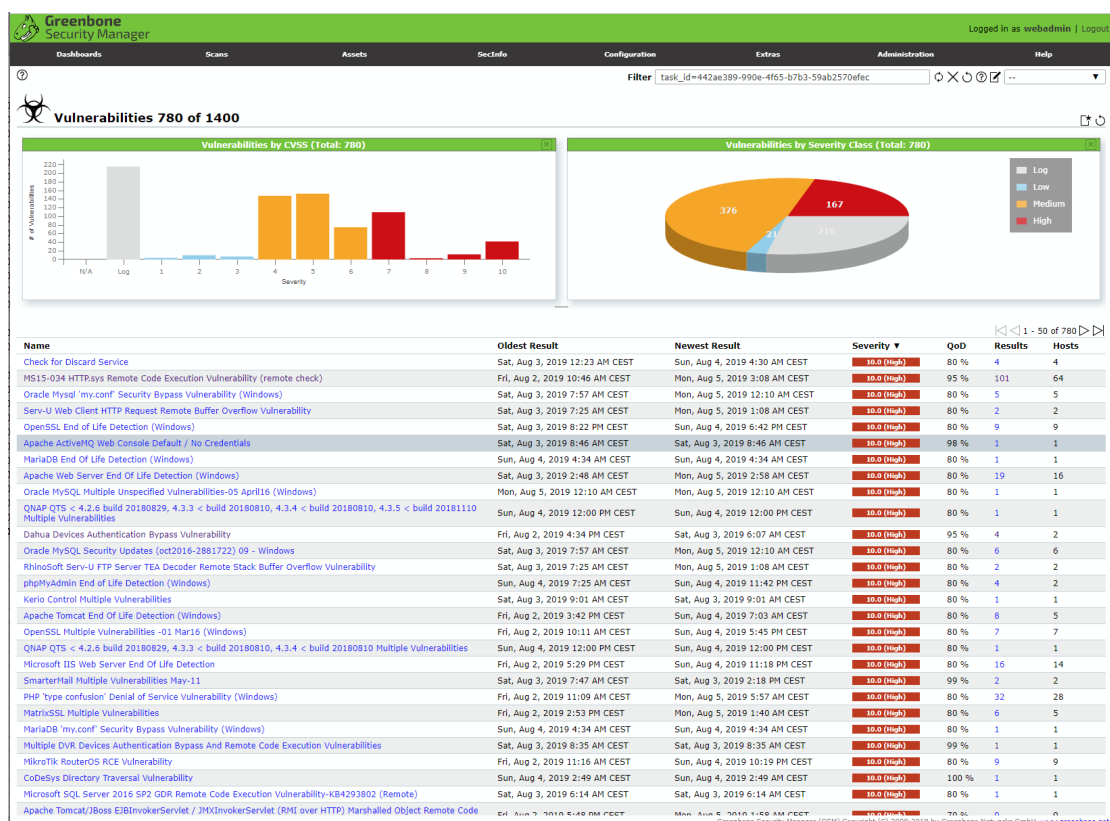 Greenbone
Security Manager
Logged in as webadmin | Logout
Dashboards Scans Assets SecInfo Configuration Extras Administration Help
Filter task_id=442ae389-990e-4f65-b7b3-59ab2570efec --
Vulnerabilities 780 of 1400
Vulnerabilities by CVSS (Total: 780)
220
200
180
160
140
120
100
80
60
40
20
0
# of Vulnerabilities
N/A Log 1 2 3 4 5 6 7 8 9 10
Severity
Vulnerabilities by Severity Class (Total: 780)
376
167
21
216
Log
Low
Medium
High
1 - 50 of 780
Name Oldest Result Newest Result Severity ▼ QoD Results Hosts
Check for Discard Service Sat, Aug 3, 2019 12:23 AM CEST Sun, Aug 4, 2019 4:30 AM CEST 10.0 (High) 80 % 4 4
MS15-034 HTTP.sys Remote Code Execution Vulnerability (remote check) Fri, Aug 2, 2019 10:46 AM CEST Mon, Aug 5, 2019 3:08 AM CEST 10.0 (High) 95 % 101 64
Oracle Mysql 'my.conf' Security Bypass Vulnerability (Windows) Sat, Aug 3, 2019 7:57 AM CEST Mon, Aug 5, 2019 12:10 AM CEST 10.0 (High) 80 % 5 5
Serv-U Web Client HTTP Request Remote Buffer Overflow Vulnerability Sat, Aug 3, 2019 7:25 AM CEST Mon, Aug 5, 2019 1:08 AM CEST 10.0 (High) 80 % 2 2
OpenSSL End of Life Detection (Windows) Sat, Aug 3, 2019 8:22 PM CEST Sun, Aug 4, 2019 6:42 PM CEST 10.0 (High) 80 % 9 9
Apache ActiveMQ Web Console Default / No Credentials Sat, Aug 3, 2019 8:46 AM CEST Sat, Aug 3, 2019 8:46 AM CEST 10.0 (High) 98 % 1 1
MariaDB End Of Life Detection (Windows) Sun, Aug 4, 2019 4:34 AM CEST Sun, Aug 4, 2019 4:34 AM CEST 10.0 (High) 80 % 1 1
Apache Web Server End Of Life Detection (Windows) Sat, Aug 3, 2019 2:48 AM CEST Mon, Aug 5, 2019 2:58 AM CEST 10.0 (High) 80 % 19 16
Oracle MySQL Multiple Unspecified Vulnerabilities-05 April16 (Windows) Mon, Aug 5, 2019 12:10 AM CEST Mon, Aug 5, 2019 12:10 AM CEST 10.0 (High) 80 % 1 1
QNAP QTS < 4.2.6 build 20180829, 4.3.3 < build 20180810, 4.3.4 < build 20180810, 4.3.5 < build 20181110
Multiple Vulnerabilities Sun, Aug 4, 2019 12:00 PM CEST Sun, Aug 4, 2019 12:00 PM CEST 10.0 (High) 80 % 1 1
Dahua Devices Authentication Bypass Vulnerability Fri, Aug 2, 2019 4:34 PM CEST Sat, Aug 3, 2019 6:07 AM CEST 10.0 (High) 95 % 4 2
Oracle MySQL Security Updates (oct2016-2881722) 09 - Windows Sat, Aug 3, 2019 7:57 AM CEST Mon, Aug 5, 2019 12:10 AM CEST 10.0 (High) 80 % 6 6
RhinoSoft Serv-U FTP Server TEA Decoder Remote Stack Buffer Overflow Vulnerability Sat, Aug 3, 2019 7:25 AM CEST Mon, Aug 5, 2019 1:08 AM CEST 10.0 (High) 80 % 2 2
phpMyAdmin End of Life Detection (Windows) Sun, Aug 4, 2019 7:25 AM CEST Sun, Aug 4, 2019 11:42 PM CEST 10.0 (High) 80 % 4 2
Kerio Control Multiple Vulnerabilities Sat, Aug 3, 2019 9:01 AM CEST Sat, Aug 3, 2019 9:01 AM CEST 10.0 (High) 80 % 1 1
Apache Tomcat End Of Life Detection (Windows) Fri, Aug 2, 2019 3:42 PM CEST Sun, Aug 4, 2019 7:03 AM CEST 10.0 (High) 80 % 8 5
OpenSSL Multiple Vulnerabilities -01 Mar16 (Windows) Fri, Aug 2, 2019 10:11 AM CEST Sun, Aug 4, 2019 5:45 PM CEST 10.0 (High) 80 % 7 7
QNAP QTS < 4.2.6 build 20180829, 4.3.3 < build 20180810, 4.3.4 < build 20180810 Multiple Vulnerabilities Sun, Aug 4, 2019 12:00 PM CEST Sun, Aug 4, 2019 12:00 PM CEST 10.0 (High) 80 % 1 1
Microsoft IIS Web Server End Of Life Detection Fri, Aug 2, 2019 5:29 PM CEST Sun, Aug 4, 2019 11:18 PM CEST 10.0 (High) 80 % 16 14
SmarterMail Multiple Vulnerabilities May-11 Sat, Aug 3, 2019 7:47 AM CEST Sat, Aug 3, 2019 2:18 PM CEST 10.0 (High) 99 % 2 2
PHP 'type confusion' Denial of Service Vulnerability (Windows) Fri, Aug 2, 2019 11:09 AM CEST Mon, Aug 5, 2019 5:57 AM CEST 10.0 (High) 80 % 32 28
MatrixSSL Multiple Vulnerabilities Fri, Aug 2, 2019 2:53 PM CEST Mon, Aug 5, 2019 1:40 AM CEST 10.0 (High) 80 % 6 5
MariaDB 'my.conf' Security Bypass Vulnerability (Windows) Sun, Aug 4, 2019 4:34 AM CEST Sun, Aug 4, 2019 4:34 AM CEST 10.0 (High) 80 % 1 1
Multiple DVR Devices Authentication Bypass And Remote Code Execution Vulnerabilities Sat, Aug 3, 2019 8:35 AM CEST Sat, Aug 3, 2019 8:35 AM CEST 10.0 (High) 99 % 1 1
MikroTik RouterOS RCE Vulnerability Fri, Aug 2, 2019 11:16 AM CEST Sun, Aug 4, 2019 10:19 PM CEST 10.0 (High) 80 % 9 9
CoDeSys Directory Traversal Vulnerability Sun, Aug 4, 2019 2:49 AM CEST Sun, Aug 4, 2019 2:49 AM CEST 10.0 (High) 100 % 1 1
Microsoft SQL Server 2016 SP2 GDR Remote Code Execution Vulnerability-KB4293802 (Remote) Sat, Aug 3, 2019 6:14 AM CEST Sat, Aug 3, 2019 6:14 AM CEST 10.0 (High) 80 % 1 1
Apache Tomcat/JBoss EJBInvokerServlet / JMXInvokerServlet (RMI over HTTP) Marshalled Object Remote Code